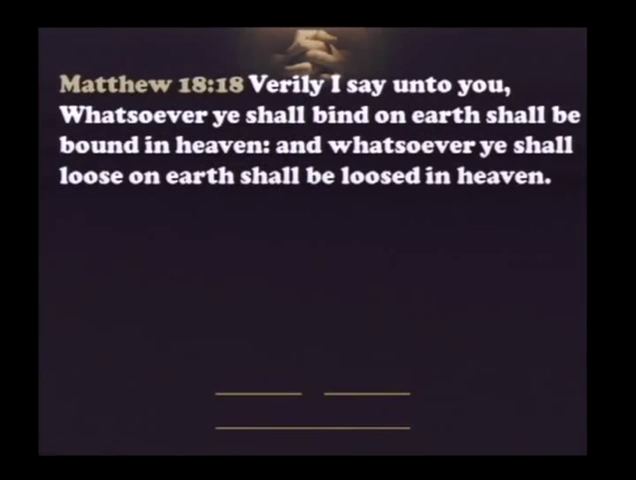 Matthew 18:18 Verily I say unto you,
Whatsoever ye shall bind on earth shall be
bound in heaven: and whatsoever ye shall
loose on earth shall be loosed in heaven.